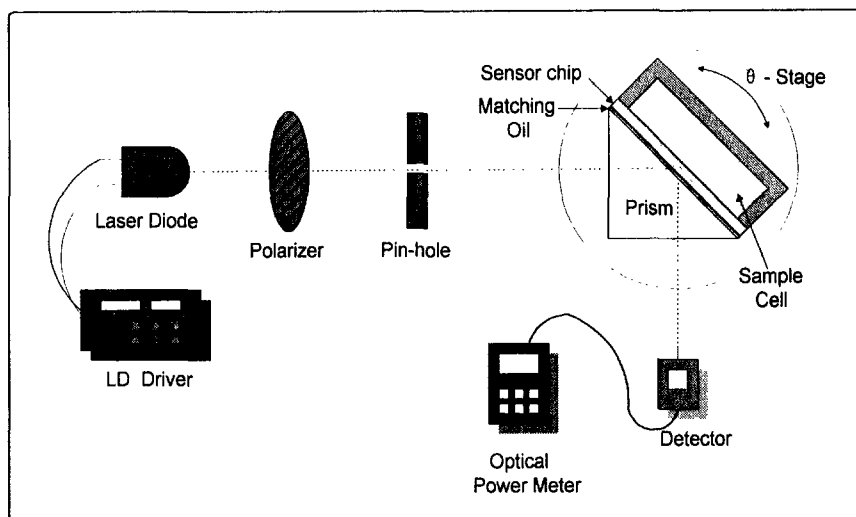 Sensor chip
θ - Stage
Matching
Oil
Laser Diode
Polarizer
Pin-hole
Prism
Sample
Cell
LD Driver
Detector
Optical
Power Meter